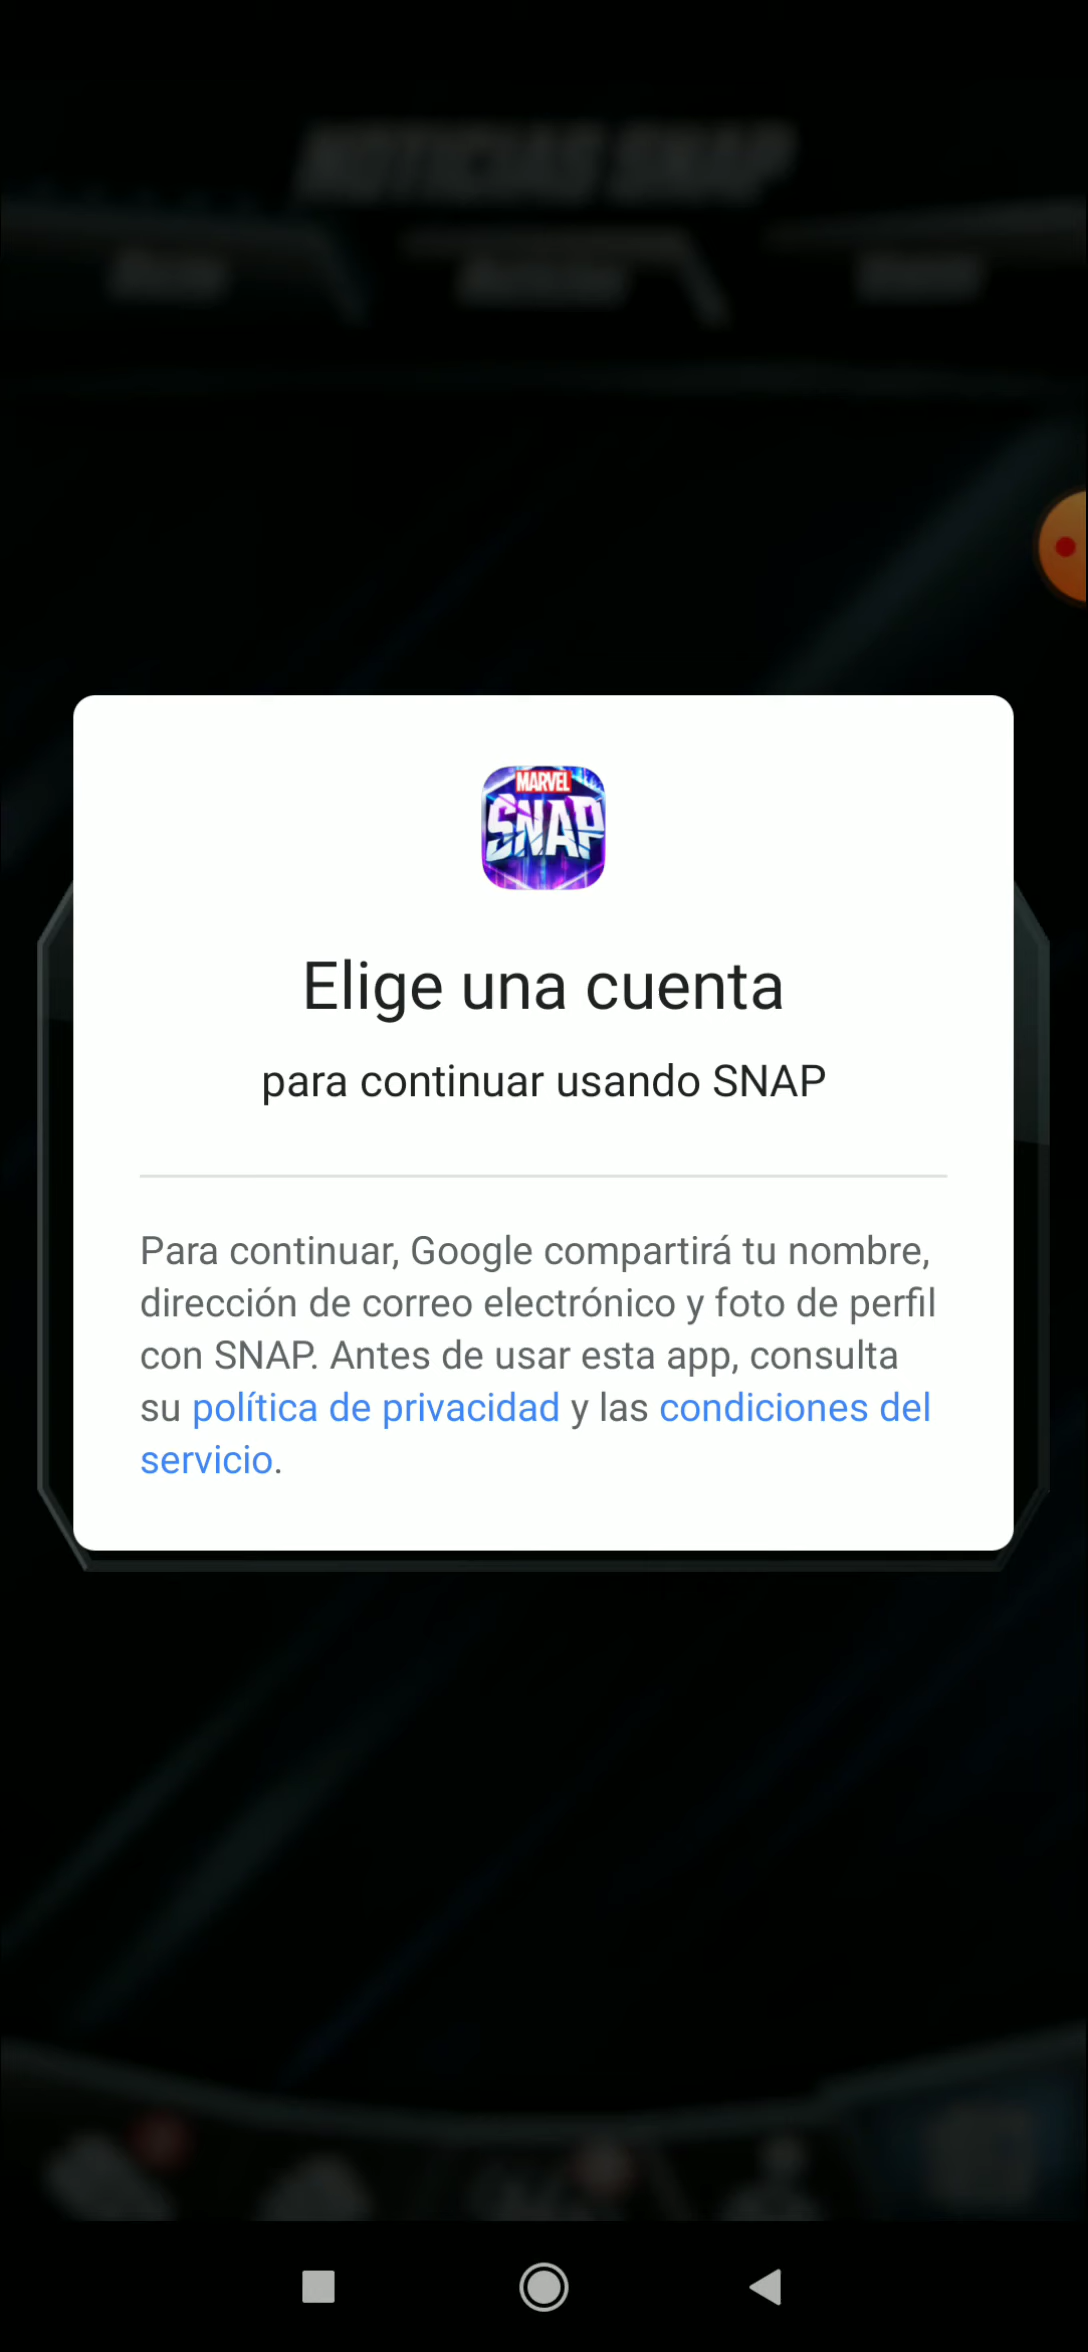 NOTICIAS SNAP
MARVEL
SNAP
Elige una cuenta
para continuar usando SNAP
Para continuar, Google compartirá tu nombre,
dirección de correo electrónico y foto de perfil
con SNAP. Antes de usar esta app, consulta
su política de privacidad y las condiciones del
servicio.